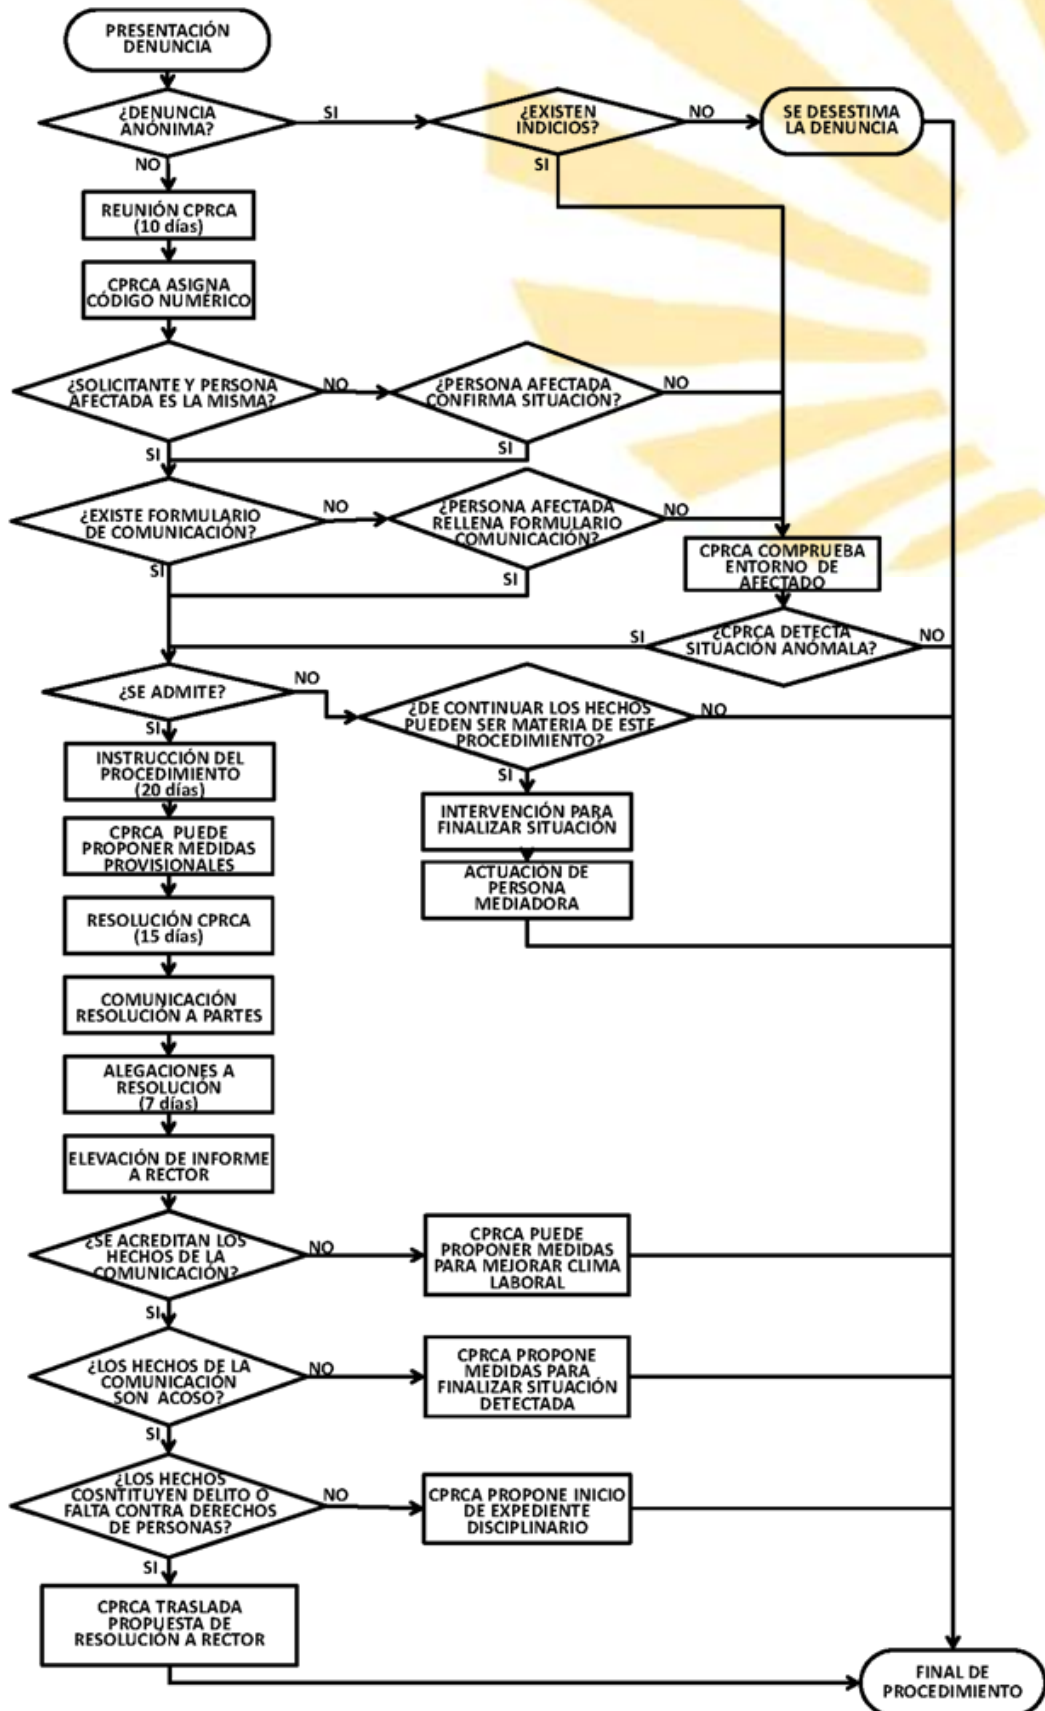 PRESENTACIÓN
DENUNCIA
¿DENUNCIA
ANÓNIMA?
SI
¿EXISTEN
INDICIOS?
NO
SE DESESTIMA
LA DENUNCIA
NO
SI
REUNIÓN CPRCA
(10 días)
CPRCA ASIGNA
CÓDIGO NUMÉRICO
¿SOLICITANTE Y PERSONA
AFECTADA ES LA MISMA?
NO
¿PERSONA AFECTADA
CONFIRMA SITUACIÓN?
NO
SI
SI
¿EXISTE FORMULARIO
DE COMUNICACIÓN?
NO
¿PERSONA AFECTADA
RELLENA FORMULARIO
COMUNICACIÓN?
NO
SI
SI
CPRCA COMPRUEBA
ENTORNO DE
AFECTADO
SI
¿CPRCA DETECTA
SITUACIÓN ANÓMALA?
NO
¿SE ADMITE?
NO
¿DE CONTINUAR LOS HECHOS
PUEDEN SER MATERIA DE ESTE
PROCEDIMIENTO?
NO
SI
SI
INSTRUCCIÓN DEL
PROCEDIMIENTO
(20 días)
INTERVENCIÓN PARA
FINALIZAR SITUACIÓN
CPRCA PUEDE
PROPONER MEDIDAS
PROVISIONALES
ACTUACIÓN DE
PERSONA
MEDIADORA
RESOLUCIÓN CPRCA
(15 días)
COMUNICACIÓN
RESOLUCIÓN A PARTES
ALEGACIONES A
RESOLUCIÓN
(7 días)
ELEVACIÓN DE INFORME
A RECTOR
¿SE ACREDITAN LOS
HECHOS DE LA
COMUNICACIÓN?
NO
CPRCA PUEDE
PROPONER MEDIDAS
PARA MEJORAR CLIMA
LABORAL
SI
¿LOS HECHOS DE LA
COMUNICACIÓN
SON ACOSO?
NO
CPRCA PROPONE
MEDIDAS PARA
FINALIZAR SITUACIÓN
DETECTADA
SI
¿LOS HECHOS
COSNTITUYEN DELITO O
FALTA CONTRA DERECHOS
DE PERSONAS?
NO
CPRCA PROPONE INICIO
DE EXPEDIENTE
DISCIPLINARIO
SI
CPRCA TRASLADA
PROPUESTA DE
RESOLUCIÓN A RECTOR
FINAL DE
PROCEDIMIENTO